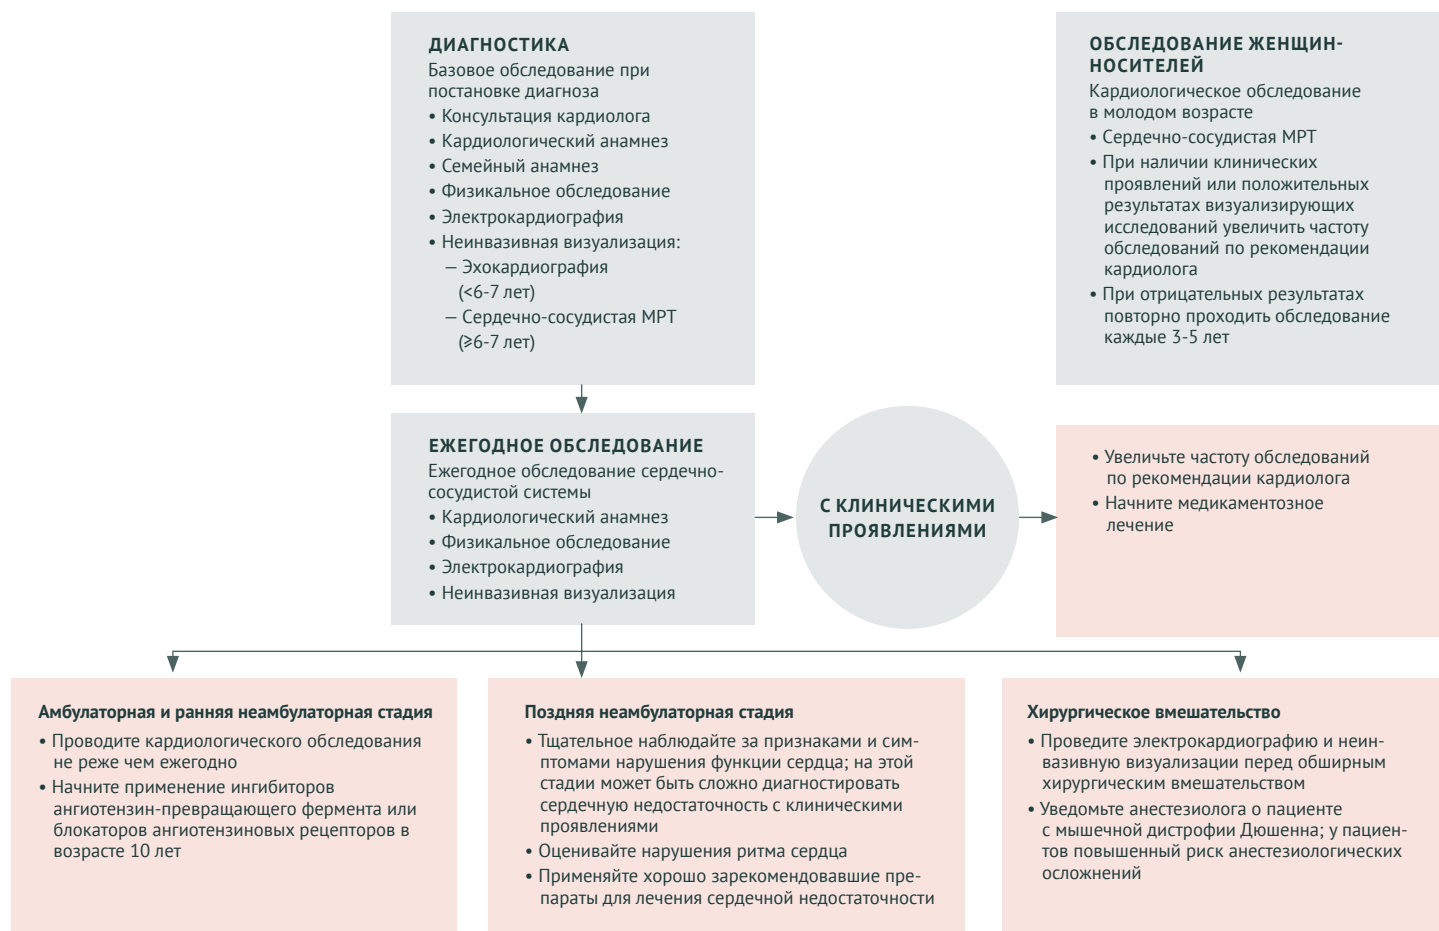 ДИАГНОСТИКА
Базовое обследование при
постановке диагноза
• Консультация кардиолога
• Кардиологический анамнез
• Семейный анамнез
• Физикальное обследование
• Электрокардиография
• Неинвазивная визуализация:
— Эхокардиография
(<6-7 лет)
— Сердечно-сосудистая МРТ
(≥6-7 лет)
ОБСЛЕДОВАНИЕ ЖЕНЩИН-
НОСИТЕЛЕЙ
Кардиологическое обследование
в молодом возрасте
• Сердечно-сосудистая МРТ
• При наличии клинических
проявлений или положительных
результатах визуализирующих
исследований увеличить частоту
обследований по рекомендации
кардиолога
• При отрицательных результатах
повторно проходить обследование
каждые 3-5 лет
ЕЖЕГОДНОЕ ОБСЛЕДОВАНИЕ
Ежегодное обследование сердечно-
сосудистой системы
• Кардиологический анамнез
• Физикальное обследование
• Электрокардиография
• Неинвазивная визуализация
С КЛИНИЧЕСКИМИ
ПРОЯВЛЕНИЯМИ
• Увеличьте частоту обследований
по рекомендации кардиолога
• Начните медикаментозное
лечение
Амбулаторная и ранняя неамбулаторная стадия
• Проводите кардиологического обследования
не реже чем ежегодно
• Начните применение ингибиторов
ангиотензин-превращающего фермента или
блокаторов ангиотензиновых рецепторов в
возрасте 10 лет
Поздняя неамбулаторная стадия
• Тщательное наблюдайте за признаками и сим-
птомами нарушения функции сердца; на этой
стадии может быть сложно диагностировать
сердечную недостаточность с клиническими
проявлениями
• Оценивайте нарушения ритма сердца
• Применяйте хорошо зарекомендовавшие пре-
параты для лечения сердечной недостаточности
Хирургическое вмешательство
• Проведите электрокардиографию и неин-
вазивную визуализации перед обширным
хирургическим вмешательством
• Уведомьте анестезиолога о пациенте
с мышечной дистрофии Дюшенна; у пациен-
тов повышенный риск анестезиологических
осложнений